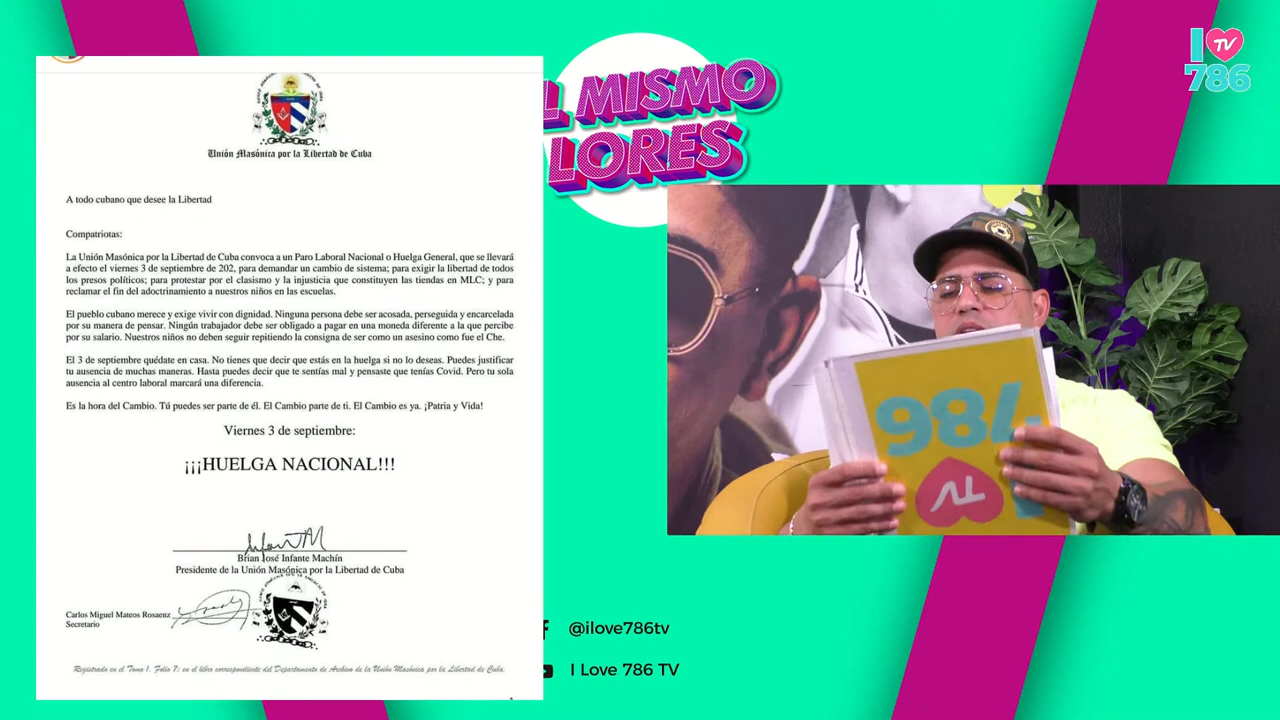 Unión Masónica por la Libertad de Cuba
A todo cubano que desee la Libertad
Compatriotas:
La Unión Masónica por la Libertad de Cuba convoca a un Paro Laboral Nacional o Huelga General, que se llevará
a efecto el viernes 3 de septiembre de 202, para demandar un cambio de sistema; para exigir la libertad de todos
los presos políticos; para protestar por el clasismo y la injusticia que constituyen las tiendas en MLC; y para
reclamar el fin del adoctrinamiento a nuestros niños en las escuelas.
El pueblo cubano merece y exige vivir con dignidad. Ninguna persona debe ser acosada, perseguida y encarcelada
por su manera de pensar. Ningún trabajador debe ser obligado a pagar en una moneda diferente a la que percibe
por su salario. Nuestros niños no deben seguir repitiendo la consigna de ser como un asesino como fue el Che.
El 3 de septiembre quédate en casa. No tienes que decir que estás en la huelga si no lo deseas. Puedes justificar
tu ausencia de muchas maneras. Hasta puedes decir que te sentías mal y pensaste que tenías Covid. Pero tu sola
ausencia al centro laboral marcará una diferencia.
Es la hora del Cambio. Tú puedes ser parte de él. El Cambio parte de ti. El Cambio es ya. ¡Patria y Vida!
Viernes 3 de septiembre:
¡¡¡HUELGA NACIONAL!!!
Brian José Infante Machín
Presidente de la Unión Masónica por la Libertad de Cuba
Carlos Miguel Mateos Rosaenz
Secretario
Registrado en el Tomo 1, Folio 7; en el libro correspondiente del Departamento de Archivo de la Unión Masónica por la Libertad de Cuba.
L MISMO
LORES
I TV
786
786
TV
I
@ilove786tv
I Love 786 TV